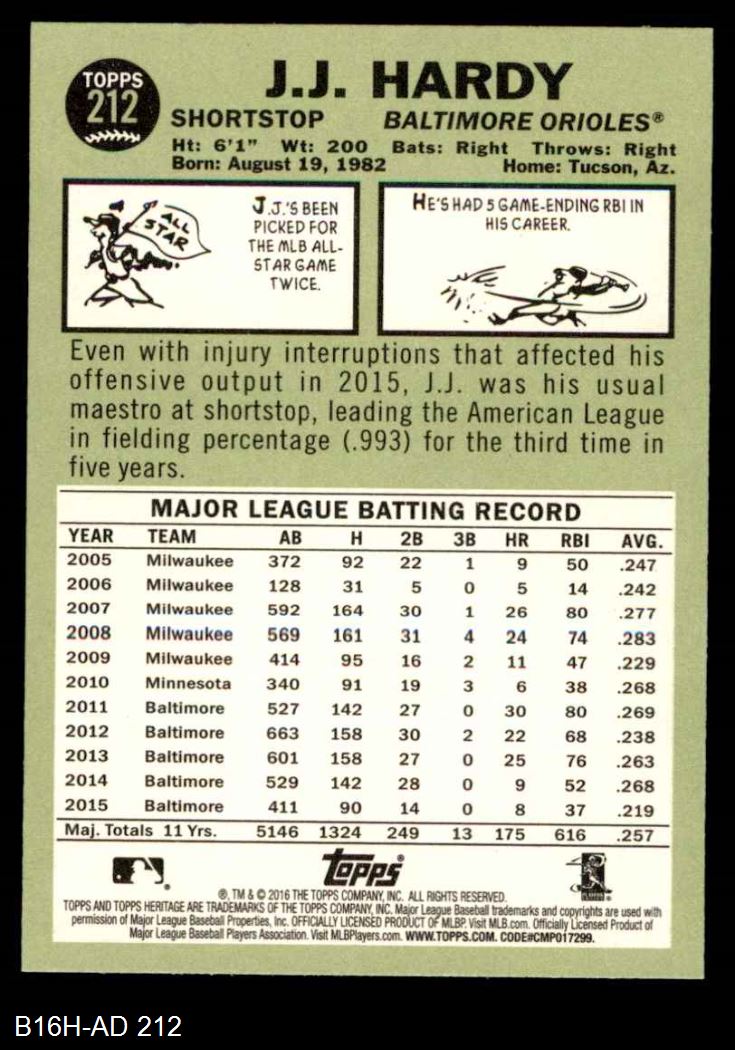 TOPPS
212
J.J. HARDY
SHORTSTOP BALTIMORE ORIOLES®
Ht: 6'1" Wt: 200 Bats: Right Throws: Right
Born: August 19, 1982 Home: Tucson, Az.
ALL
STAR
J.J.'S BEEN
PICKED FOR
THE MLB ALL-
STAR GAME
TWICE.
HE'S HAD 5 GAME-ENDING RBI IN
HIS CAREER.
Even with injury interruptions that affected his
offensive output in 2015, J.J. was his usual
maestro at shortstop, leading the American League
in fielding percentage (.993) for the third time in
five years.
MAJOR LEAGUE BATTING RECORD
YEAR TEAM AB H 2B 3B HR RBI AVG.
2005 Milwaukee 372 92 22 1 9 50 .247
2006 Milwaukee 128 31 5 0 5 14 .242
2007 Milwaukee 592 164 30 1 26 80 .277
2008 Milwaukee 569 161 31 4 24 74 .283
2009 Milwaukee 414 95 16 2 11 47 .229
2010 Minnesota 340 91 19 3 6 38 .268
2011 Baltimore 527 142 27 0 30 80 .269
2012 Baltimore 663 158 30 2 22 68 .238
2013 Baltimore 601 158 27 0 25 76 .263
2014 Baltimore 529 142 28 0 9 52 .268
2015 Baltimore 411 90 14 0 8 37 .219
Maj. Totals 11 Yrs. 5146 1324 249 13 175 616 .257
Topps®
®, TM & © 2016 THE TOPPS COMPANY, INC. ALL RIGHTS RESERVED.
TOPPS AND TOPPS HERITAGE ARE TRADEMARKS OF THE TOPPS COMPANY, INC. Major League Baseball trademarks and copyrights are used with
permission of Major League Baseball Properties, Inc. OFFICIALLY LICENSED PRODUCT OF MLBP. Visit MLB.com. Officially Licensed Product of
Major League Baseball Players Association. Visit MLBPlayers.com. WWW.TOPPS.COM. CODE#CMP017299.
B16H-AD 212